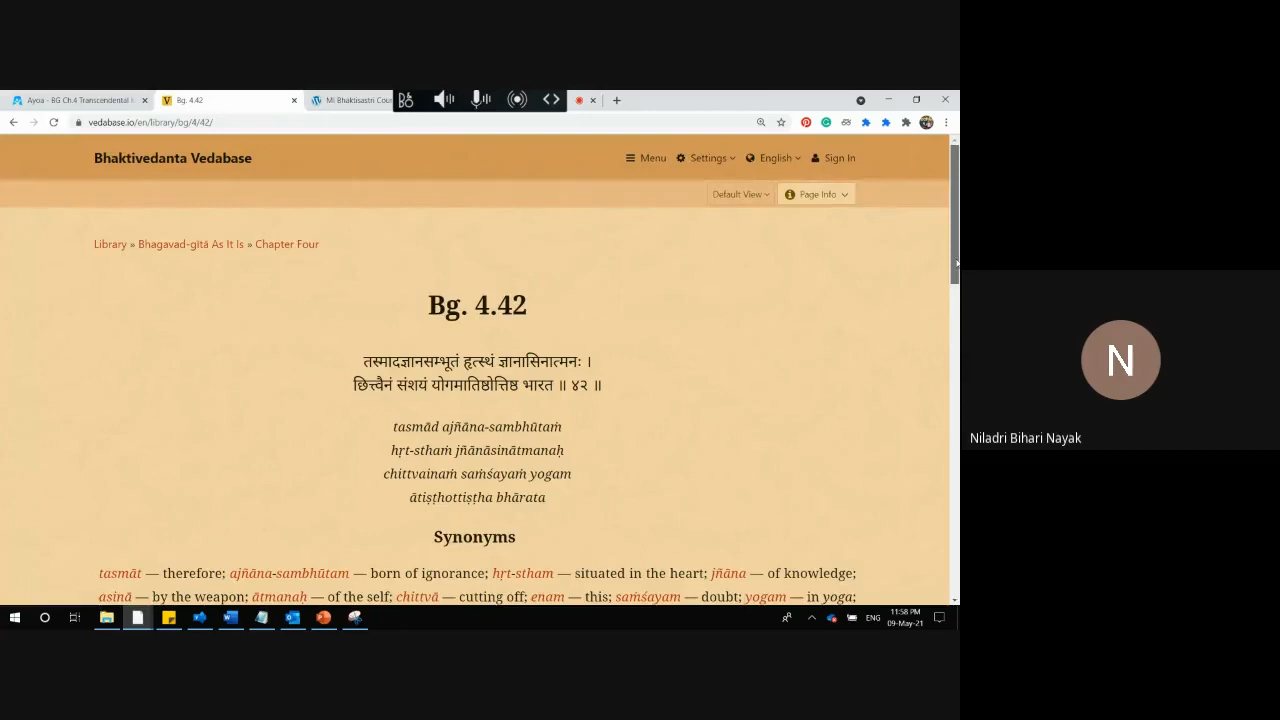 Ayoa - BG Ch.4 Transcendental
Bg. 4.42
MI Bhaktisastri Cour
vedabase.io/en/library/bg/4/42/
Bhaktivedanta Vedabase
Menu Settings English Sign In
Default View Page Info
Library » Bhagavad-gītā As It Is » Chapter Four
Bg. 4.42
तस्मादज्ञानसम्भूतं हृत्स्थं ज्ञानासिनात्मनः ।
छित्त्वैनं संशयं योगमातिष्ठोत्तिष्ठ भारत ॥ ४२ ॥
tasmād ajñāna-sambhūtaṁ
hṛt-sthaṁ jñānāsinātmanaḥ
chittvainaṁ saṁśayaṁ yogam
ātiṣṭhottiṣṭha bhārata
Synonyms
tasmāt — therefore; ajñāna-sambhūtam — born of ignorance; hṛt-stham — situated in the heart; jñāna — of knowledge;
asinā — by the weapon; ātmanaḥ — of the self; chittvā — cutting off; enam — this; saṁśayam — doubt; yogam — in yoga;
ENG
11:58 PM
09-May-21
N
Niladri Bihari Nayak